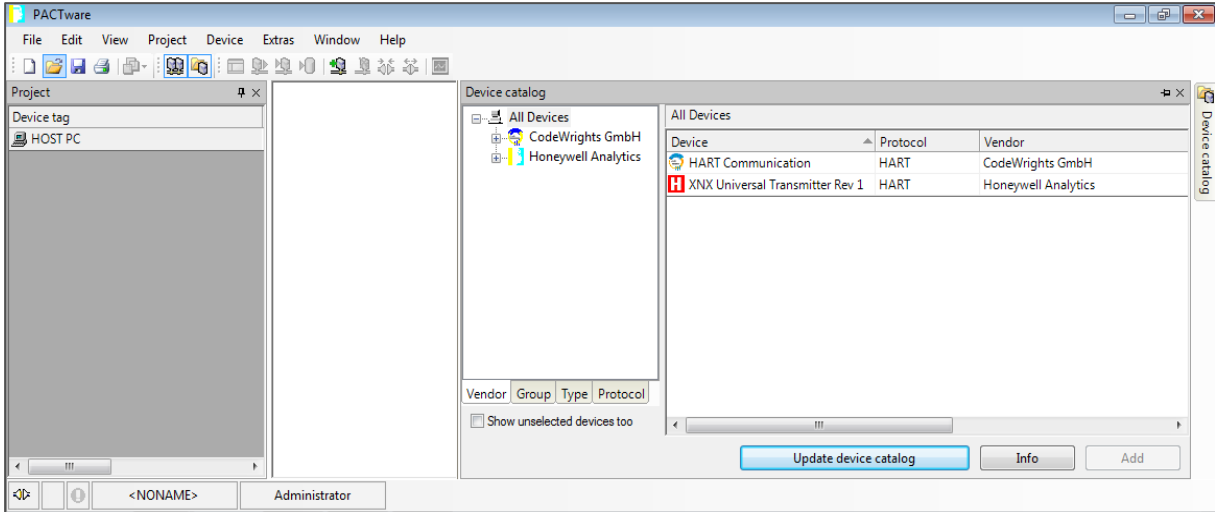 PACTware
File Edit View Project Device Extras Window Help
Project
Device tag
HOST PC
Device catalog
All Devices
CodeWrights GmbH
Honeywell Analytics
Vendor Group Type Protocol
Show unselected devices too
All Devices
Device Protocol Vendor
HART Communication HART CodeWrights GmbH
XNX Universal Transmitter Rev 1 HART Honeywell Analytics
Update device catalog Info Add
Device catalog
<NONAME> Administrator